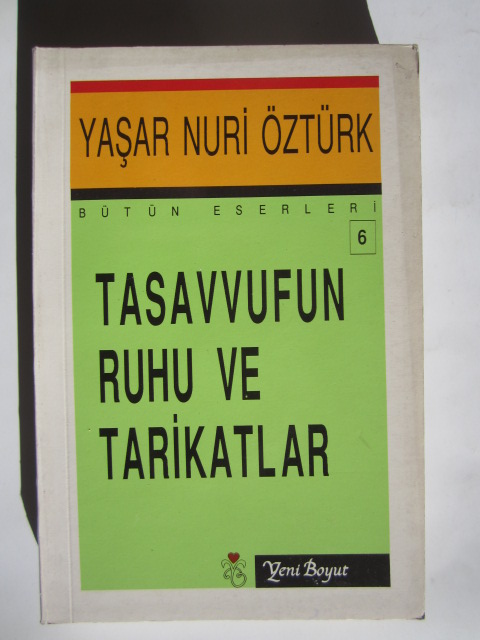 YAŞAR NURİ ÖZTÜRK
BÜTÜN ESERLERİ
6
TASAVVUFUN
RUHU VE
TARİKATLAR
Yeni Boyut